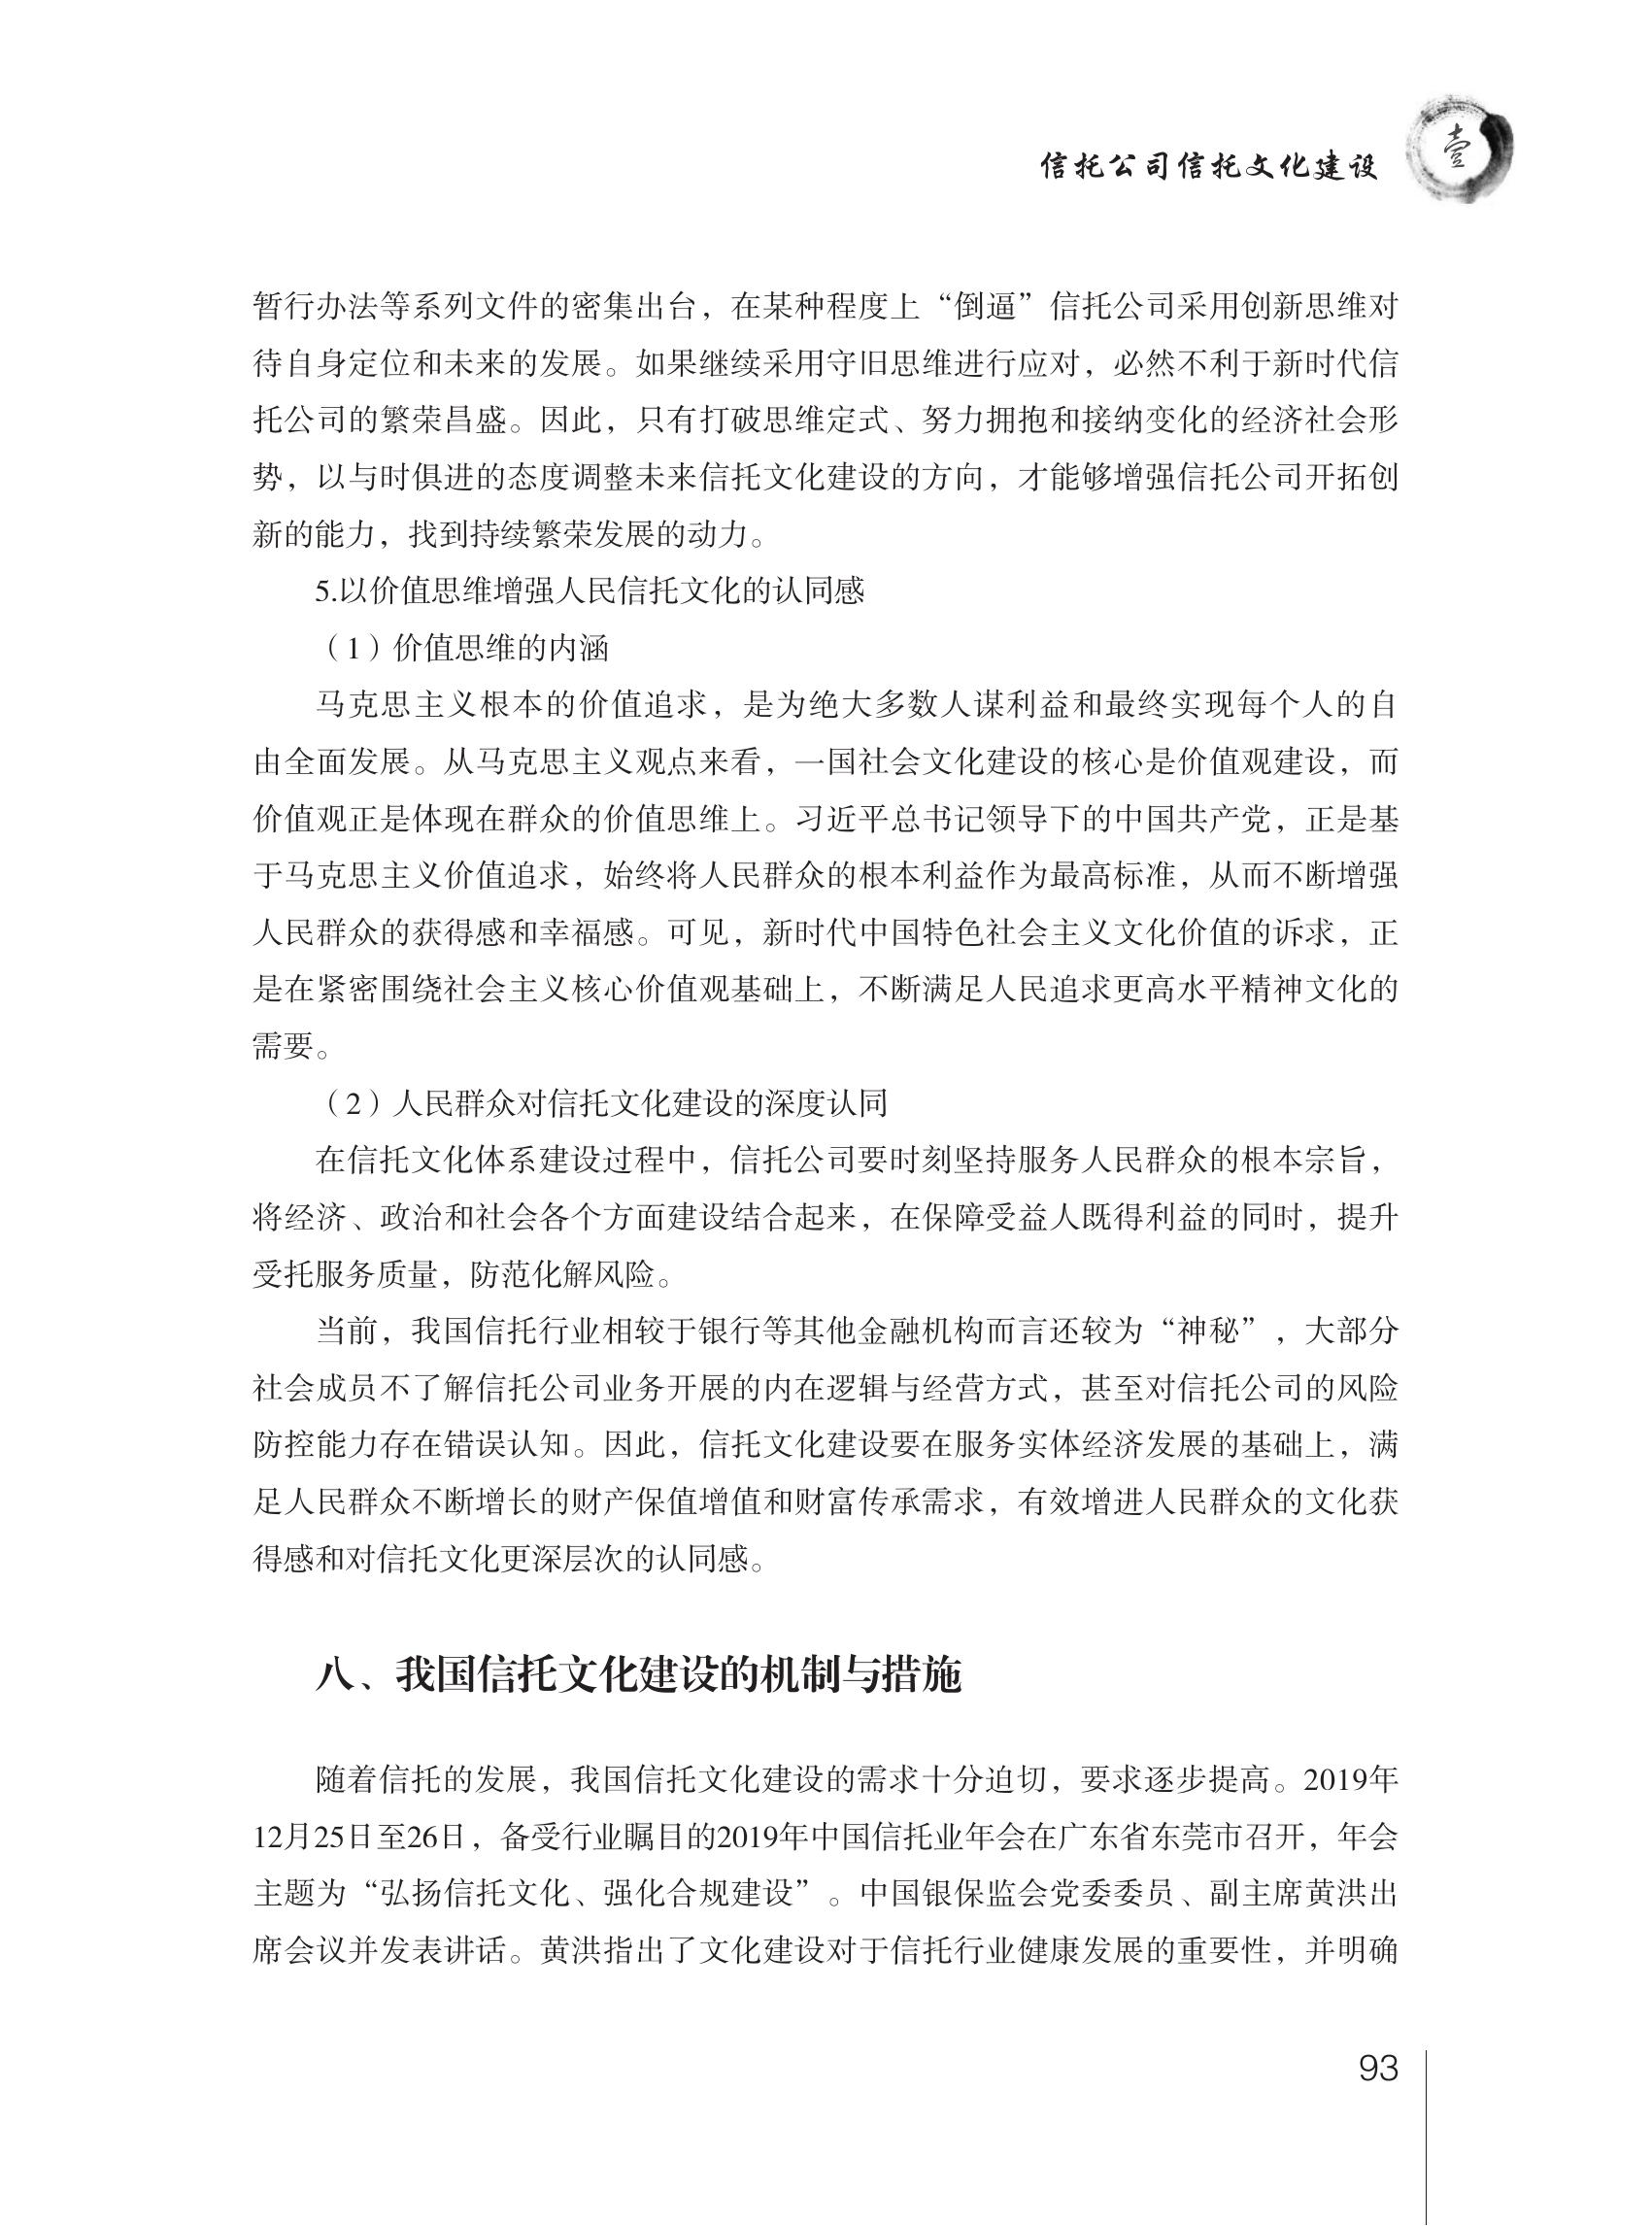 信托公司信托文化建设
壹
暂行办法等系列文件的密集出台，在某种程度上“倒逼”信托公司采用创新思维对
待自身定位和未来的发展。如果继续采用守旧思维进行应对，必然不利于新时代信
托公司的繁荣昌盛。因此，只有打破思维定式、努力拥抱和接纳变化的经济社会形
势，以与时俱进的态度调整未来信托文化建设的方向，才能够增强信托公司开拓创
新的能力，找到持续繁荣发展的动力。
5.以价值思维增强人民信托文化的认同感
（1）价值思维的内涵
马克思主义根本的价值追求，是为绝大多数人谋利益和最终实现每个人的自
由全面发展。从马克思主义观点来看，一国社会文化建设的核心是价值观建设，而
价值观正是体现在群众的价值思维上。习近平总书记领导下的中国共产党，正是基
于马克思主义价值追求，始终将人民群众的根本利益作为最高标准，从而不断增强
人民群众的获得感和幸福感。可见，新时代中国特色社会主义文化价值的诉求，正
是在紧密围绕社会主义核心价值观基础上，不断满足人民追求更高水平精神文化的
需要。
（2）人民群众对信托文化建设的深度认同
在信托文化体系建设过程中，信托公司要时刻坚持服务人民群众的根本宗旨，
将经济、政治和社会各个方面建设结合起来，在保障受益人既得利益的同时，提升
受托服务质量，防范化解风险。
当前，我国信托行业相较于银行等其他金融机构而言还较为“神秘”，大部分
社会成员不了解信托公司业务开展的内在逻辑与经营方式，甚至对信托公司的风险
防控能力存在错误认知。因此，信托文化建设要在服务实体经济发展的基础上，满
足人民群众不断增长的财产保值增值和财富传承需求，有效增进人民群众的文化获
得感和对信托文化更深层次的认同感。
八、我国信托文化建设的机制与措施
随着信托的发展，我国信托文化建设的需求十分迫切，要求逐步提高。2019年
12月25日至26日，备受行业瞩目的2019年中国信托业年会在广东省东莞市召开，年会
主题为“弘扬信托文化、强化合规建设”。中国银保监会党委委员、副主席黄洪出
席会议并发表讲话。黄洪指出了文化建设对于信托行业健康发展的重要性，并明确
93